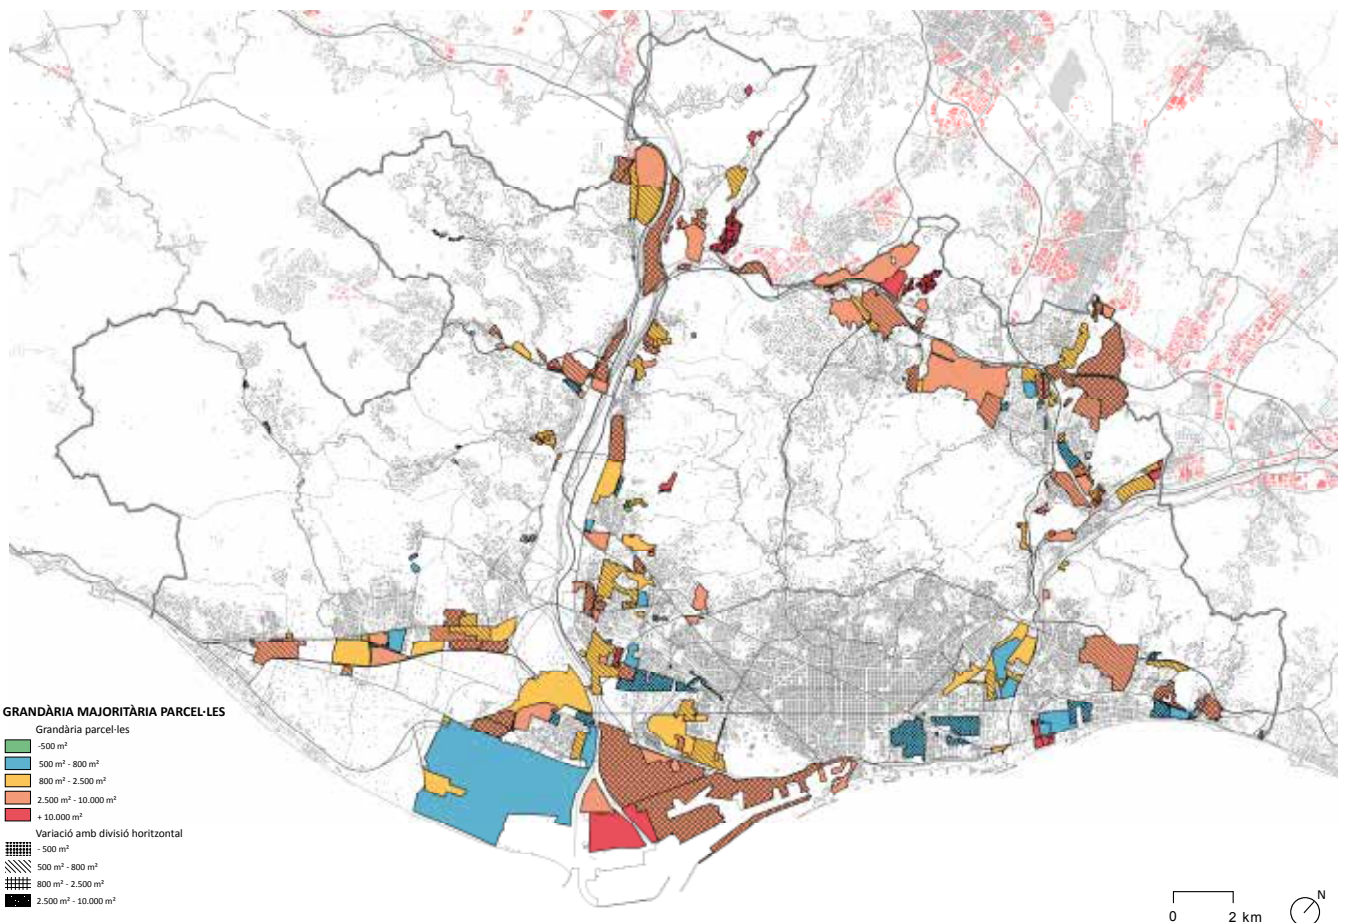 GRANDÀRIA MAJORITÀRIA PARCEL·LES
Grandària parcel·les
-500 m²
500 m² - 800 m²
800 m² - 2.500 m²
2.500 m² - 10.000 m²
+ 10.000 m²
Variació amb divisió horitzontal
- 500 m²
500 m² - 800 m²
800 m² - 2.500 m²
2.500 m² - 10.000 m²
0 2 km
N